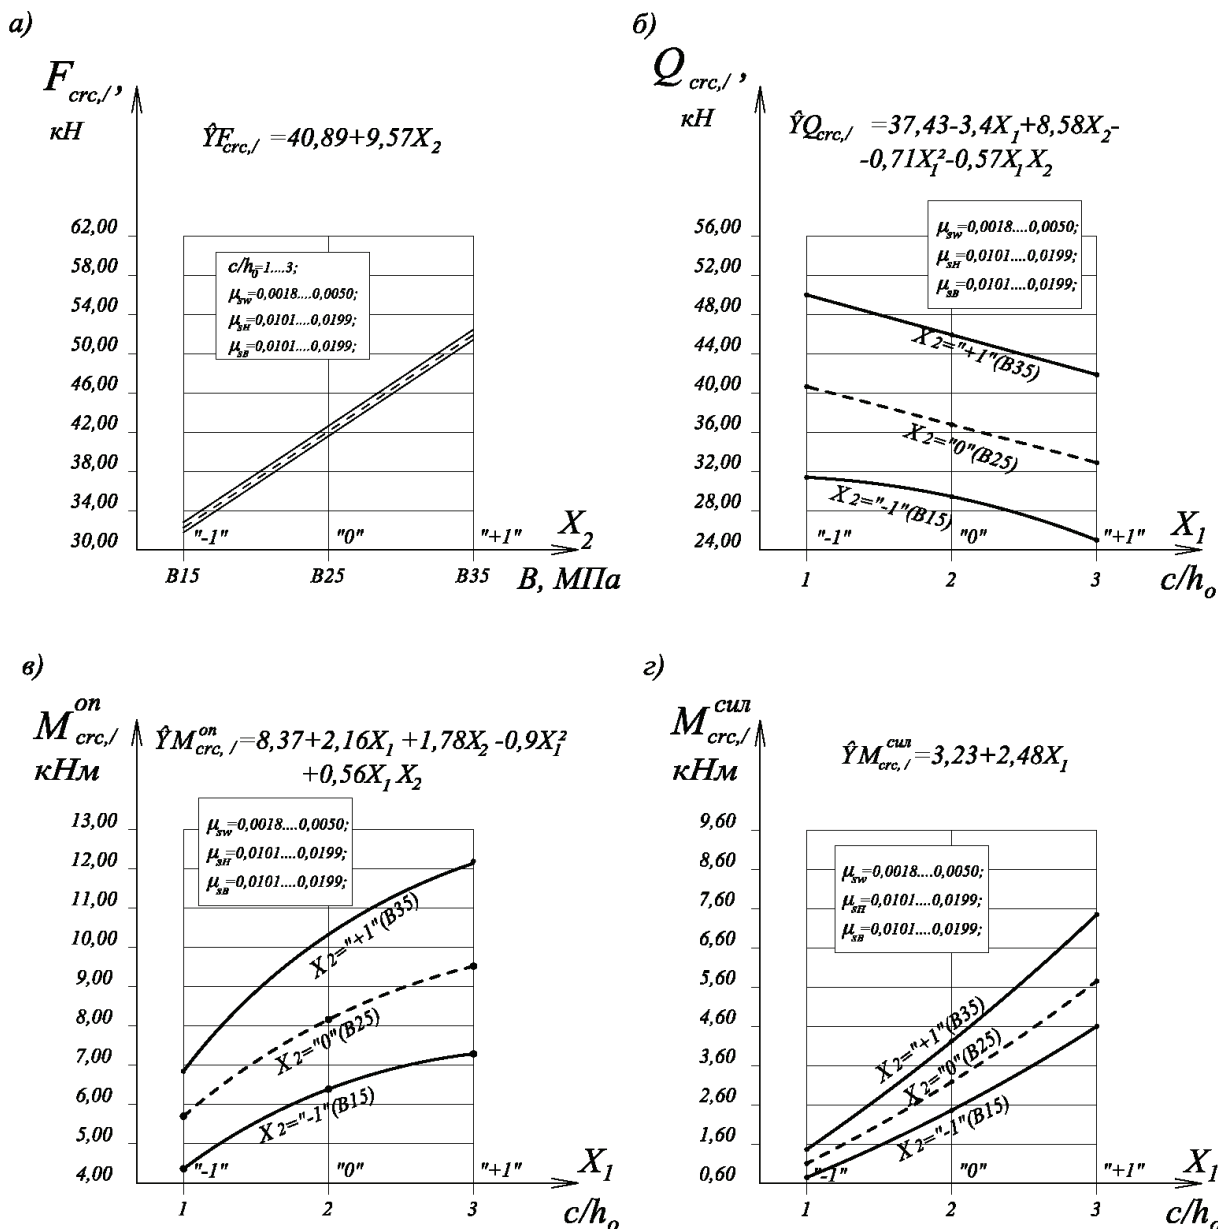 а)
F crc,/ ,
кН
ŶF crc,/ =40,89+9,57X₂
62,00
58,00
54,00
50,00
46,00
42,00
38,00
34,00
30,00
c/h₀=1....3;
μsw=0,0018....0,0050;
μsн=0,0101....0,0199;
μsв=0,0101....0,0199;
"-1" "0" "+1"
X₂
B15 B25 B35
B, МПа
б)
Q crc,/ ,
кН
ŶQ crc,/ =37,43-3,4X₁+8,58X₂-
-0,71X₁²-0,57X₁X₂
56,00
52,00
48,00
44,00
40,00
36,00
32,00
28,00
24,00
μsw=0,0018....0,0050;
μsн=0,0101....0,0199;
μsв=0,0101....0,0199;
X₂="+1"(B35)
X₂="0"(B25)
X₂="-1"(B15)
"-1" "0" "+1"
X₁
1 2 3
c/hₒ
в)
M crc,/ ᵒⁿ
кНм
ŶM crc, / ᵒⁿ =8,37+2,16X₁ +1,78X₂ -0,9X₁²
+0,56X₁X₂
13,00
12,00
11,00
10,00
9,00
8,00
7,00
6,00
5,00
4,00
μsw=0,0018....0,0050;
μsн=0,0101....0,0199;
μsв=0,0101....0,0199;
X₂="+1"(B35)
X₂="0"(B25)
X₂="-1"(B15)
"-1" "0" "+1"
X₁
1 2 3
c/hₒ
г)
M crc,/ сил
кНм
ŶM crc, / сил =3,23+2,48X₁
9,60
8,60
7,60
6,60
5,60
4,60
3,60
2,60
1,60
0,60
μsw=0,0018....0,0050;
μsн=0,0101....0,0199;
μsв=0,0101....0,0199;
X₂="+1"(B35)
X₂="0"(B25)
X₂="-1"(B15)
"-1" "0" "+1"
X₁
1 2 3
c/hₒ